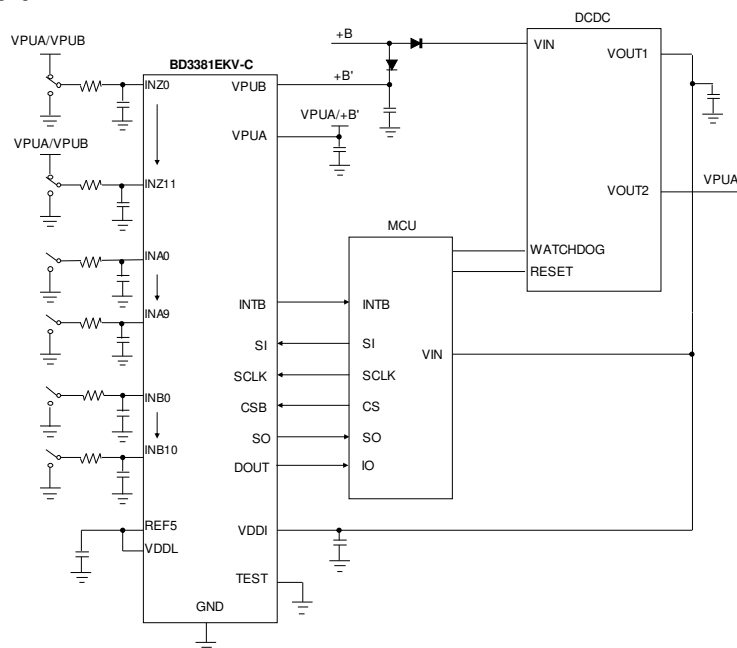 DCDC
+B
VIN
VOUT1
VPUA/VPUB
BD3381EKV-C
INZ0
VPUB
+B'
VPUA/+B'
VPUA
VPUA/VPUB
INZ11
VOUT2
VPUA
MCU
WATCHDOG
INA0
RESET
INTB
INTB
INA9
SI
SI
VIN
SCLK
SCLK
INB0
CSB
CS
SO
SO
INB10
DOUT
IO
REF5
VDDI
VDDL
TEST
GND